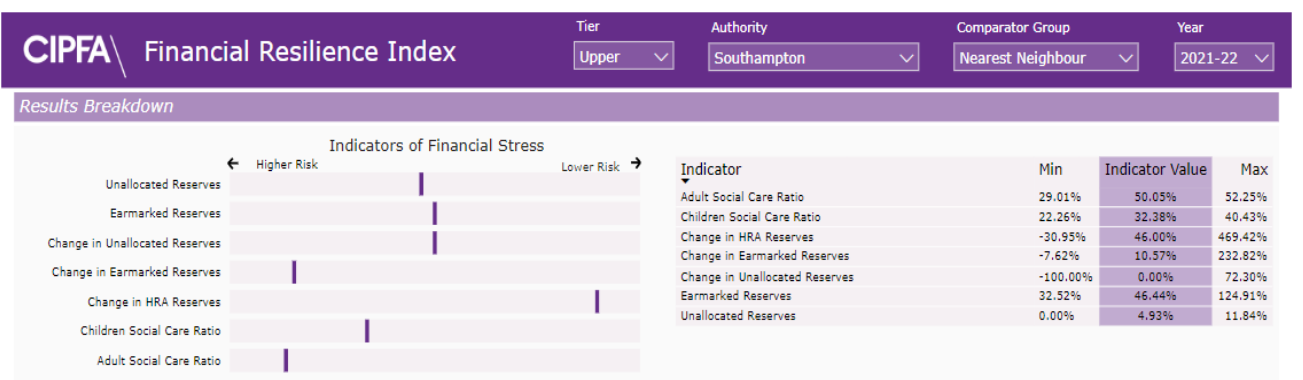 CIPFA\ Financial Resilience Index
Tier
Upper
Authority
Southampton
Comparator Group
Nearest Neighbour
Year
2021-22
Results Breakdown
Indicators of Financial Stress
← Higher Risk Lower Risk →
Unallocated Reserves
Earmarked Reserves
Change in Unallocated Reserves
Change in Earmarked Reserves
Change in HRA Reserves
Children Social Care Ratio
Adult Social Care Ratio
Indicator Min Indicator Value Max
Adult Social Care Ratio 29.01% 50.05% 52.25%
Children Social Care Ratio 22.26% 32.38% 40.43%
Change in HRA Reserves -30.95% 46.00% 469.42%
Change in Earmarked Reserves -7.62% 10.57% 232.82%
Change in Unallocated Reserves -100.00% 0.00% 72.30%
Earmarked Reserves 32.52% 46.44% 124.91%
Unallocated Reserves 0.00% 4.93% 11.84%